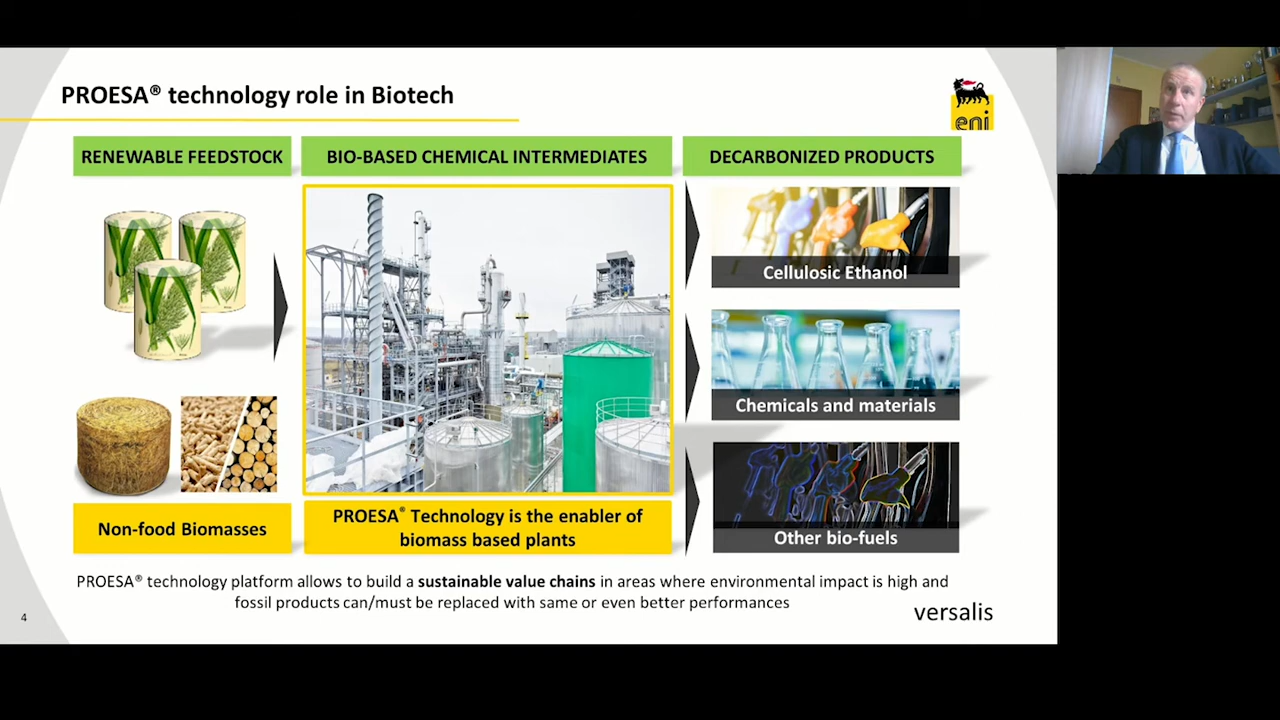 PROESA® technology role in Biotech
eni
RENEWABLE FEEDSTOCK
BIO-BASED CHEMICAL INTERMEDIATES
DECARBONIZED PRODUCTS
Cellulosic Ethanol
Chemicals and materials
Other bio-fuels
Non-food Biomasses
PROESA® Technology is the enabler of
biomass based plants
PROESA® technology platform allows to build a sustainable value chains in areas where environmental impact is high and
fossil products can/must be replaced with same or even better performances
versalis
4